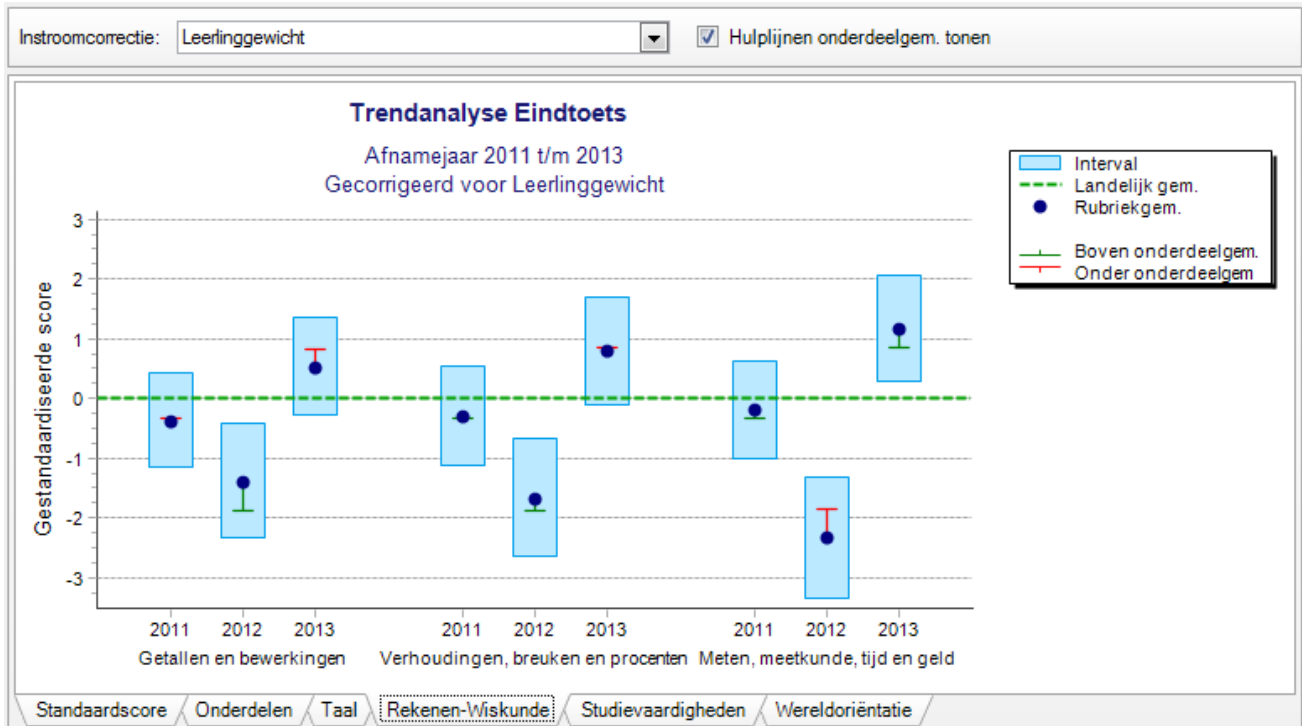 Instroomcorrectie: Leerlinggewicht Hulplijnen onderdeelgem. tonen
Trendanalyse Eindtoets
Afnamejaar 2011 t/m 2013
Gecorrigeerd voor Leerlinggewicht
Interval
Landelijk gem.
Rubriekgem.
Boven onderdeelgem.
Onder onderdeelgem
Gestandaardiseerde score
3
2
1
0
-1
-2
-3
2011 2012 2013 2011 2012 2013 2011 2012 2013
Getallen en bewerkingen Verhoudingen, breuken en procenten Meten, meetkunde, tijd en geld
Standaardscore Onderdelen Taal Rekenen-Wiskunde Studievaardigheden Wereldoriëntatie